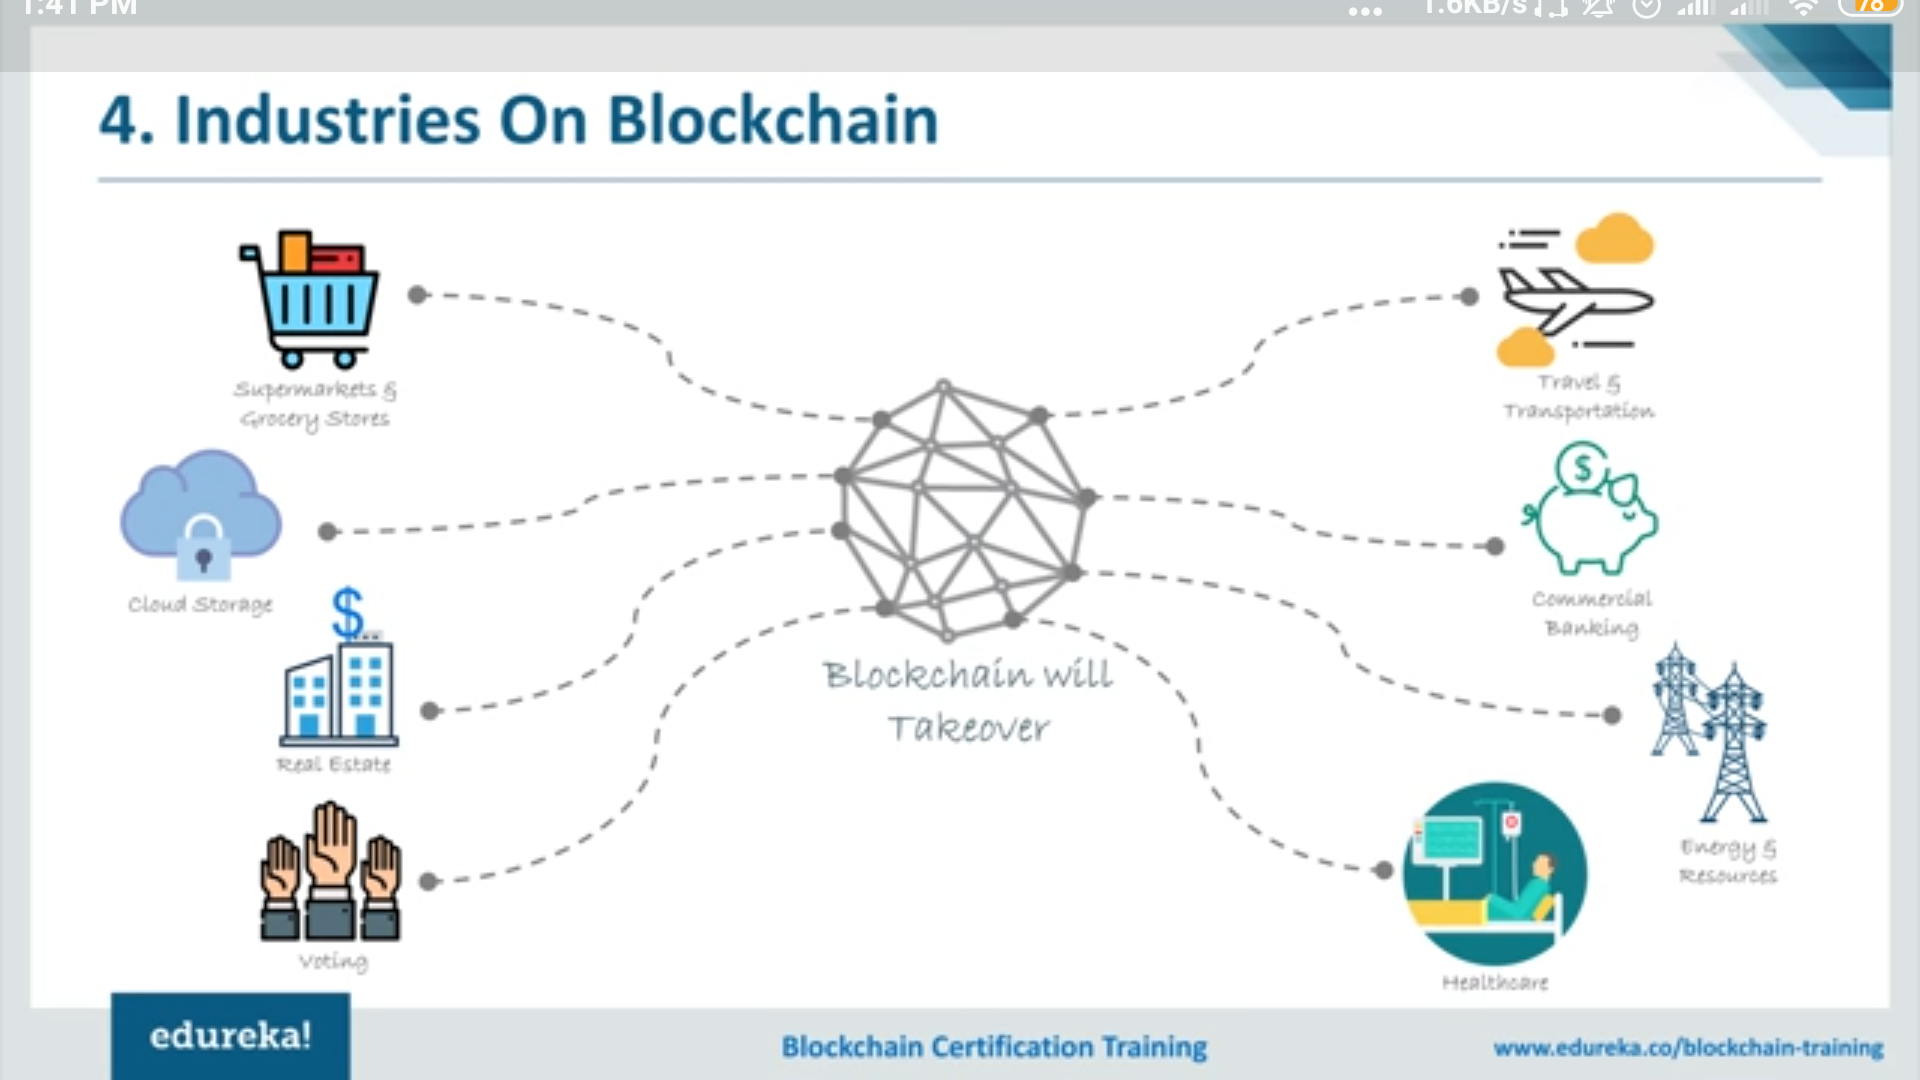 1:41 PM
1.6KB/s
78
4. Industries On Blockchain
Supermarkets &
Grocery Stores
Travel &
Transportation
$
Cloud Storage
Commercial
Banking
$
Real Estate
Blockchain will
Takeover
Energy &
Resources
Voting
Healthcare
edureka!
Blockchain Certification Training
www.edureka.co/blockchain-training